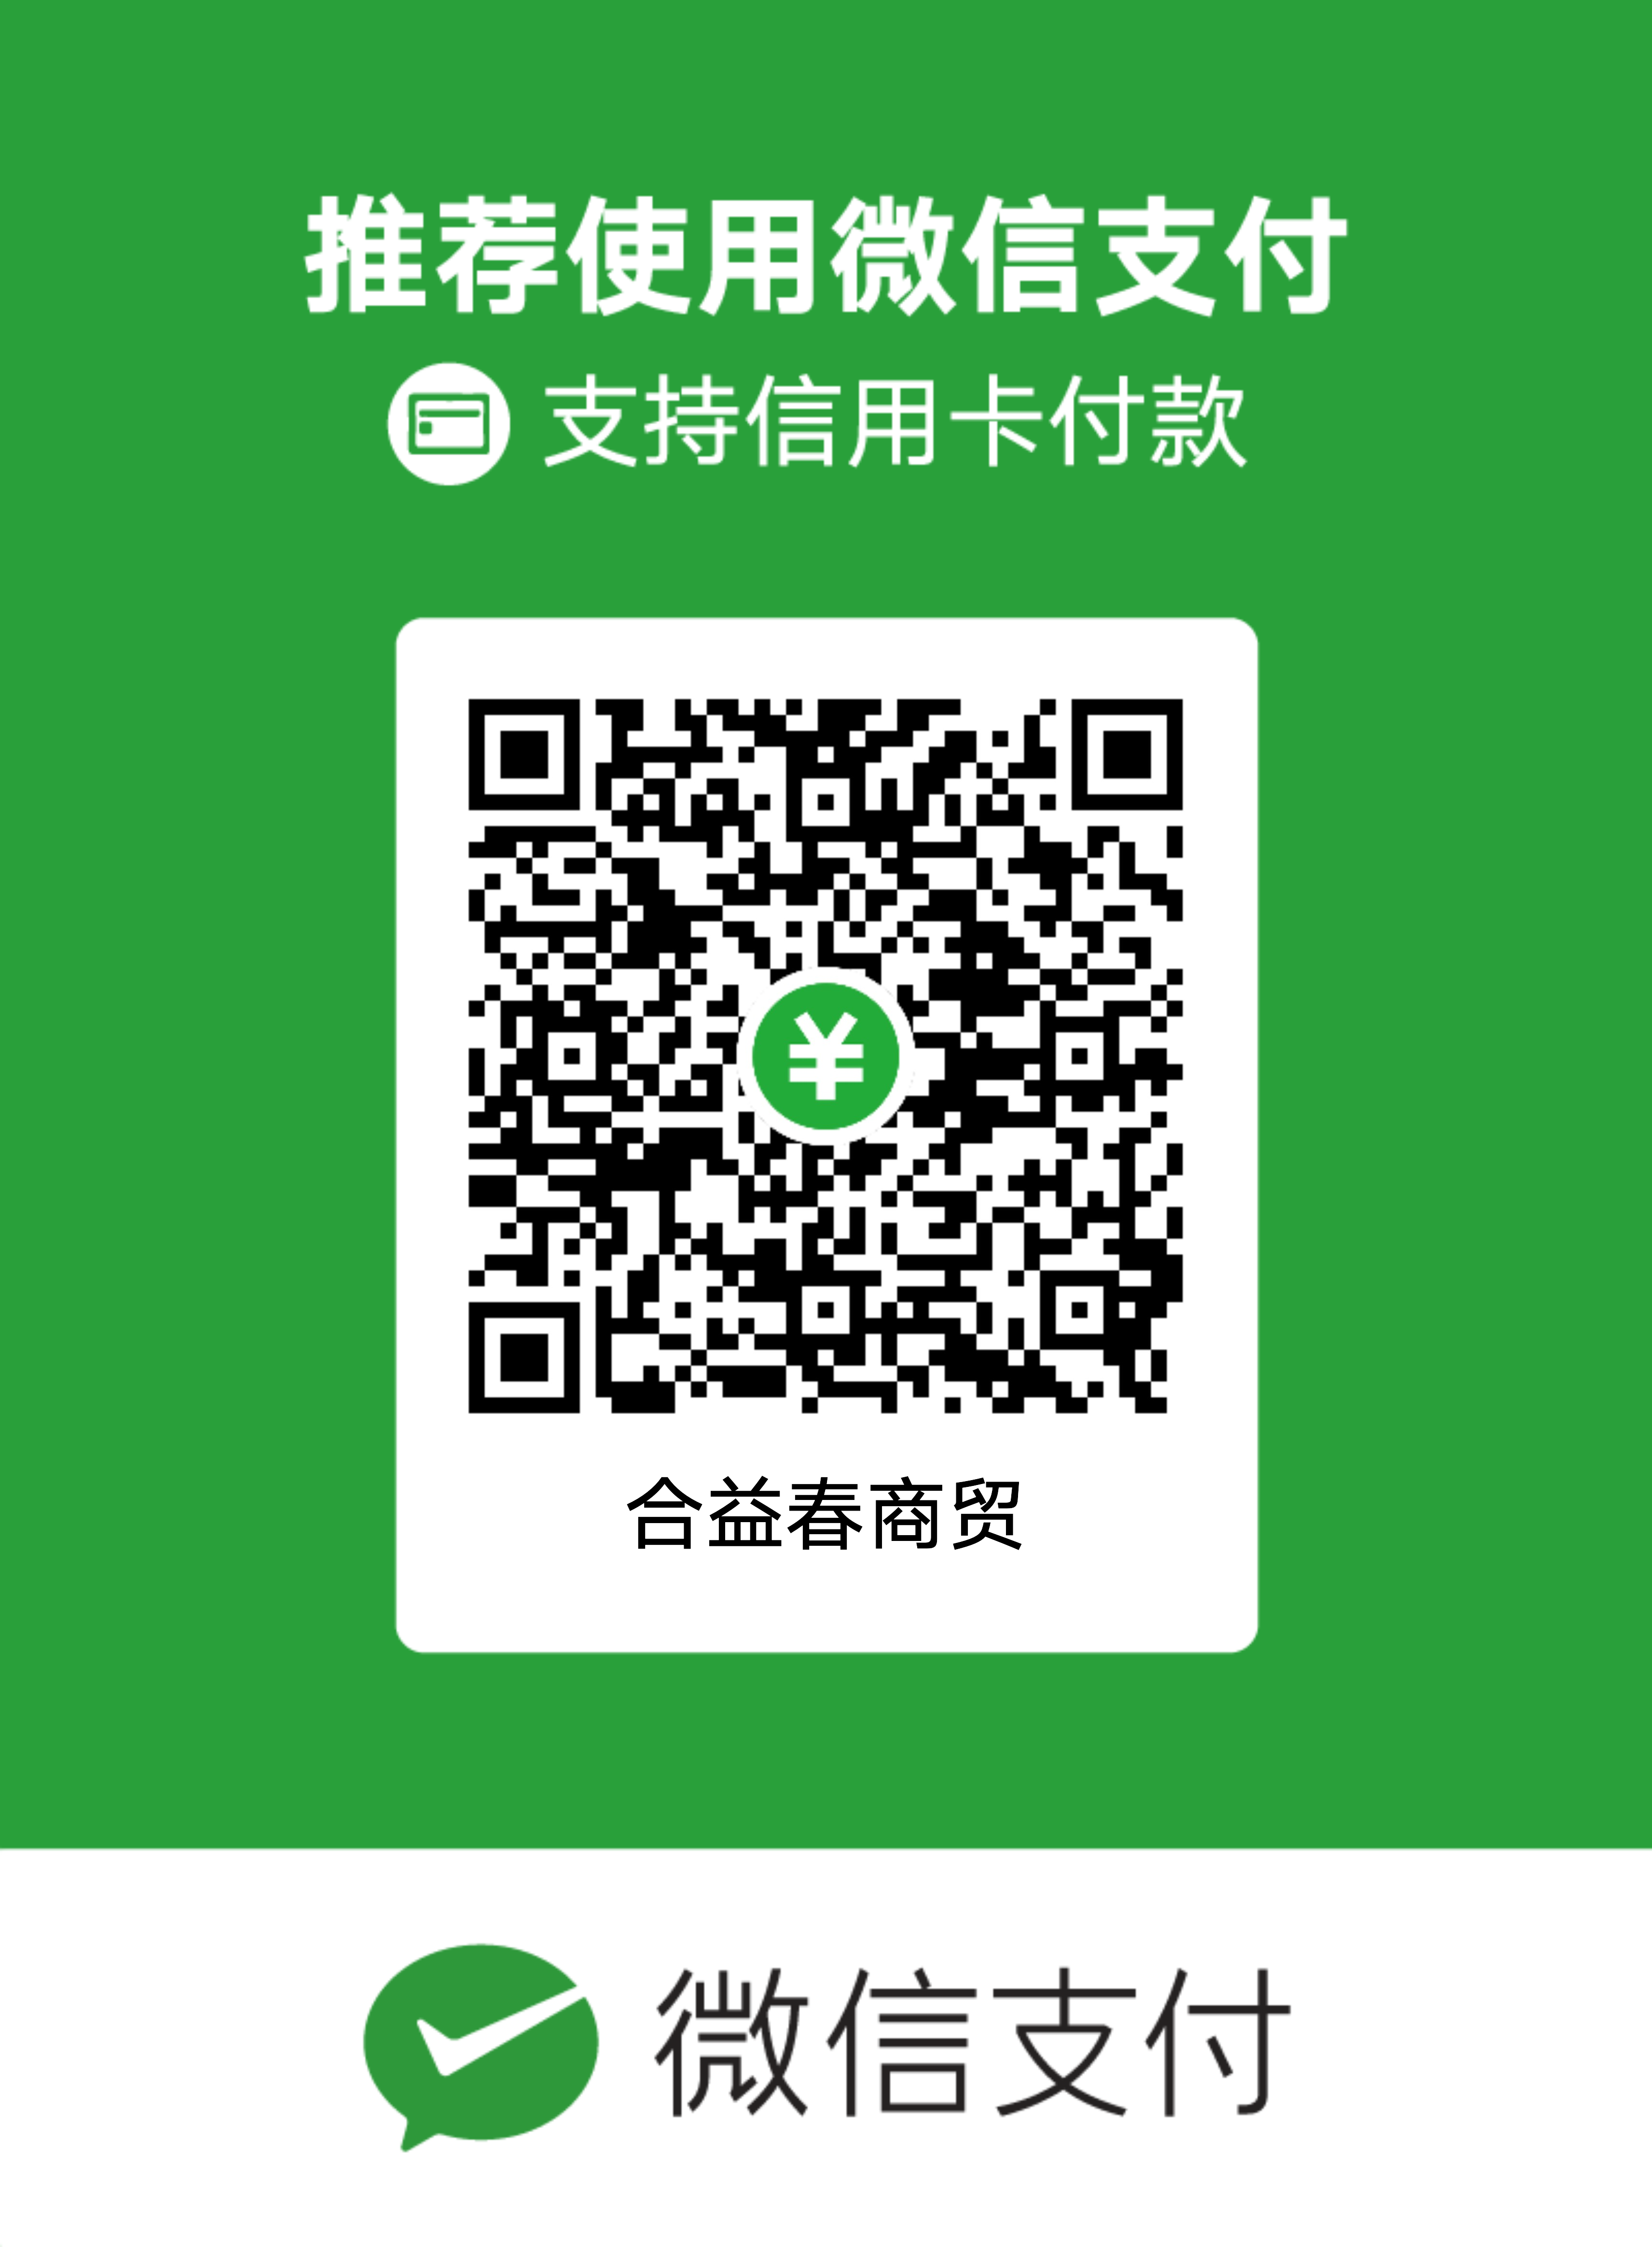 推荐使用微信支付
支持信用卡付款
¥
合益春商贸
微信支付